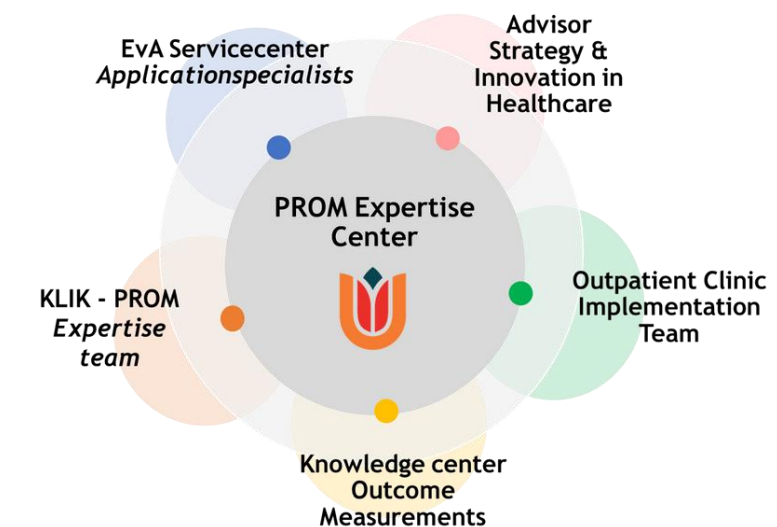 EvA Servicecenter
Applicationspecialists
Advisor
Strategy &
Innovation in
Healthcare
PROM Expertise
Center
KLIK - PROM
Expertise
team
Outpatient Clinic
Implementation
Team
Knowledge center
Outcome
Measurements